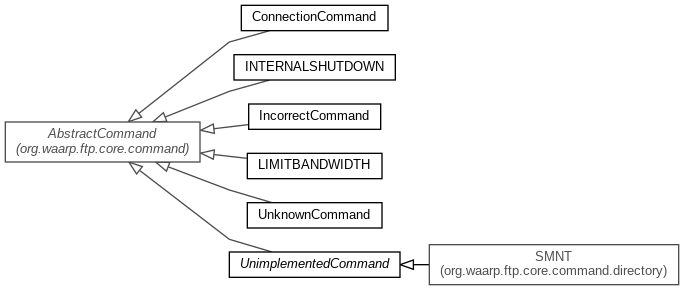 ConnectionCommand
INTERNALSHUTDOWN
IncorrectCommand
AbstractCommand
(org.waarp.ftp.core.command)
LIMITBANDWIDTH
UnknownCommand
UnimplementedCommand
SMNT
(org.waarp.ftp.core.command.directory)